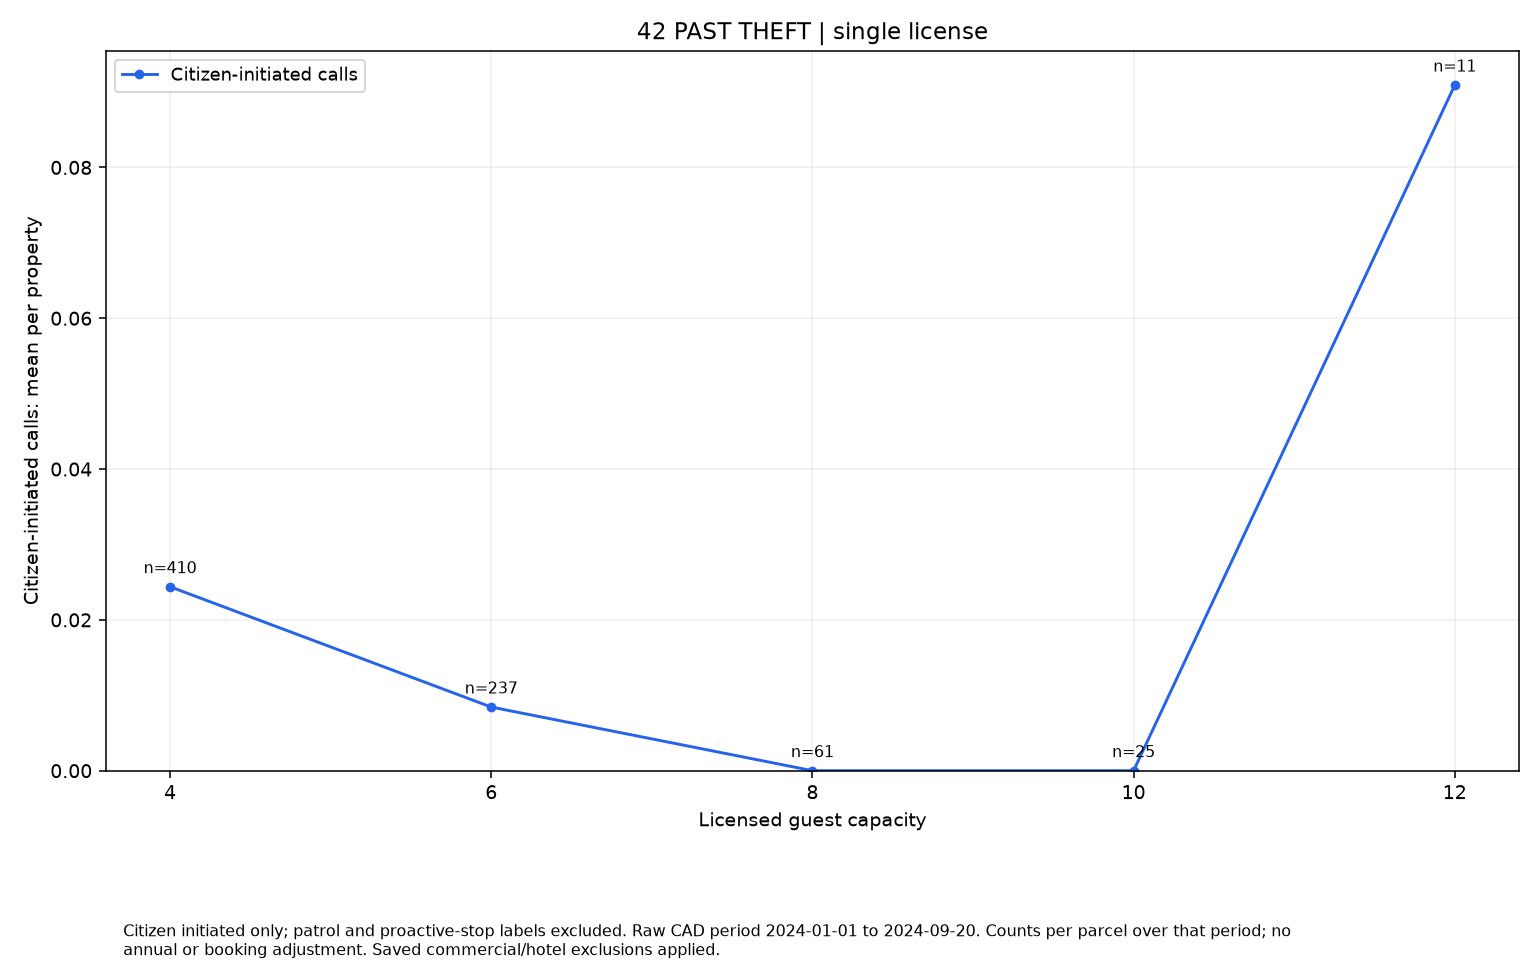 42 PAST THEFT | single license
Citizen-initiated calls
n=11
0.08
0.06
0.04
0.02
0.00
Citizen-initiated calls: mean per property
n=410
n=237
n=61
n=25
4
6
8
10
12
Licensed guest capacity
Citizen initiated only; patrol and proactive-stop labels excluded. Raw CAD period 2024-01-01 to 2024-09-20. Counts per parcel over that period; no
annual or booking adjustment. Saved commercial/hotel exclusions applied.